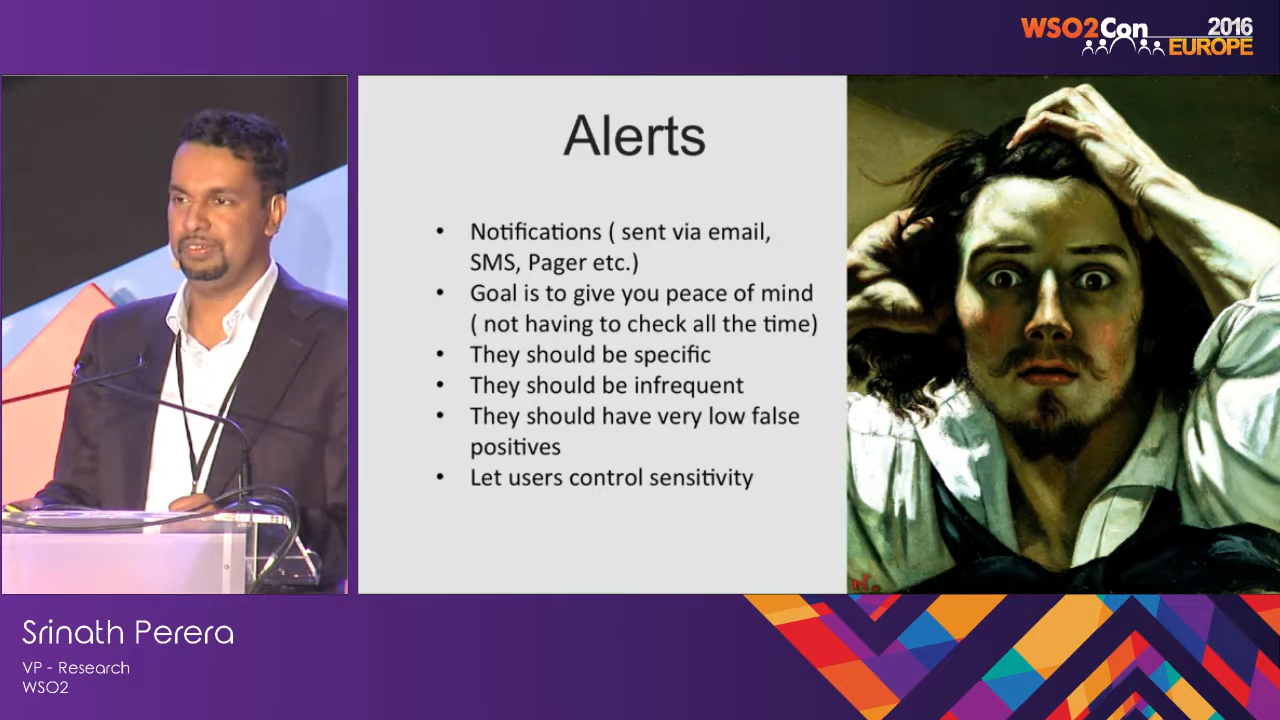 WSO2Con 2016
EUROPE
Alerts
• Notifications ( sent via email,
SMS, Pager etc.)
• Goal is to give you peace of mind
( not having to check all the time)
• They should be specific
• They should be infrequent
• They should have very low false
positives
• Let users control sensitivity
Srinath Perera
VP - Research
WSO2